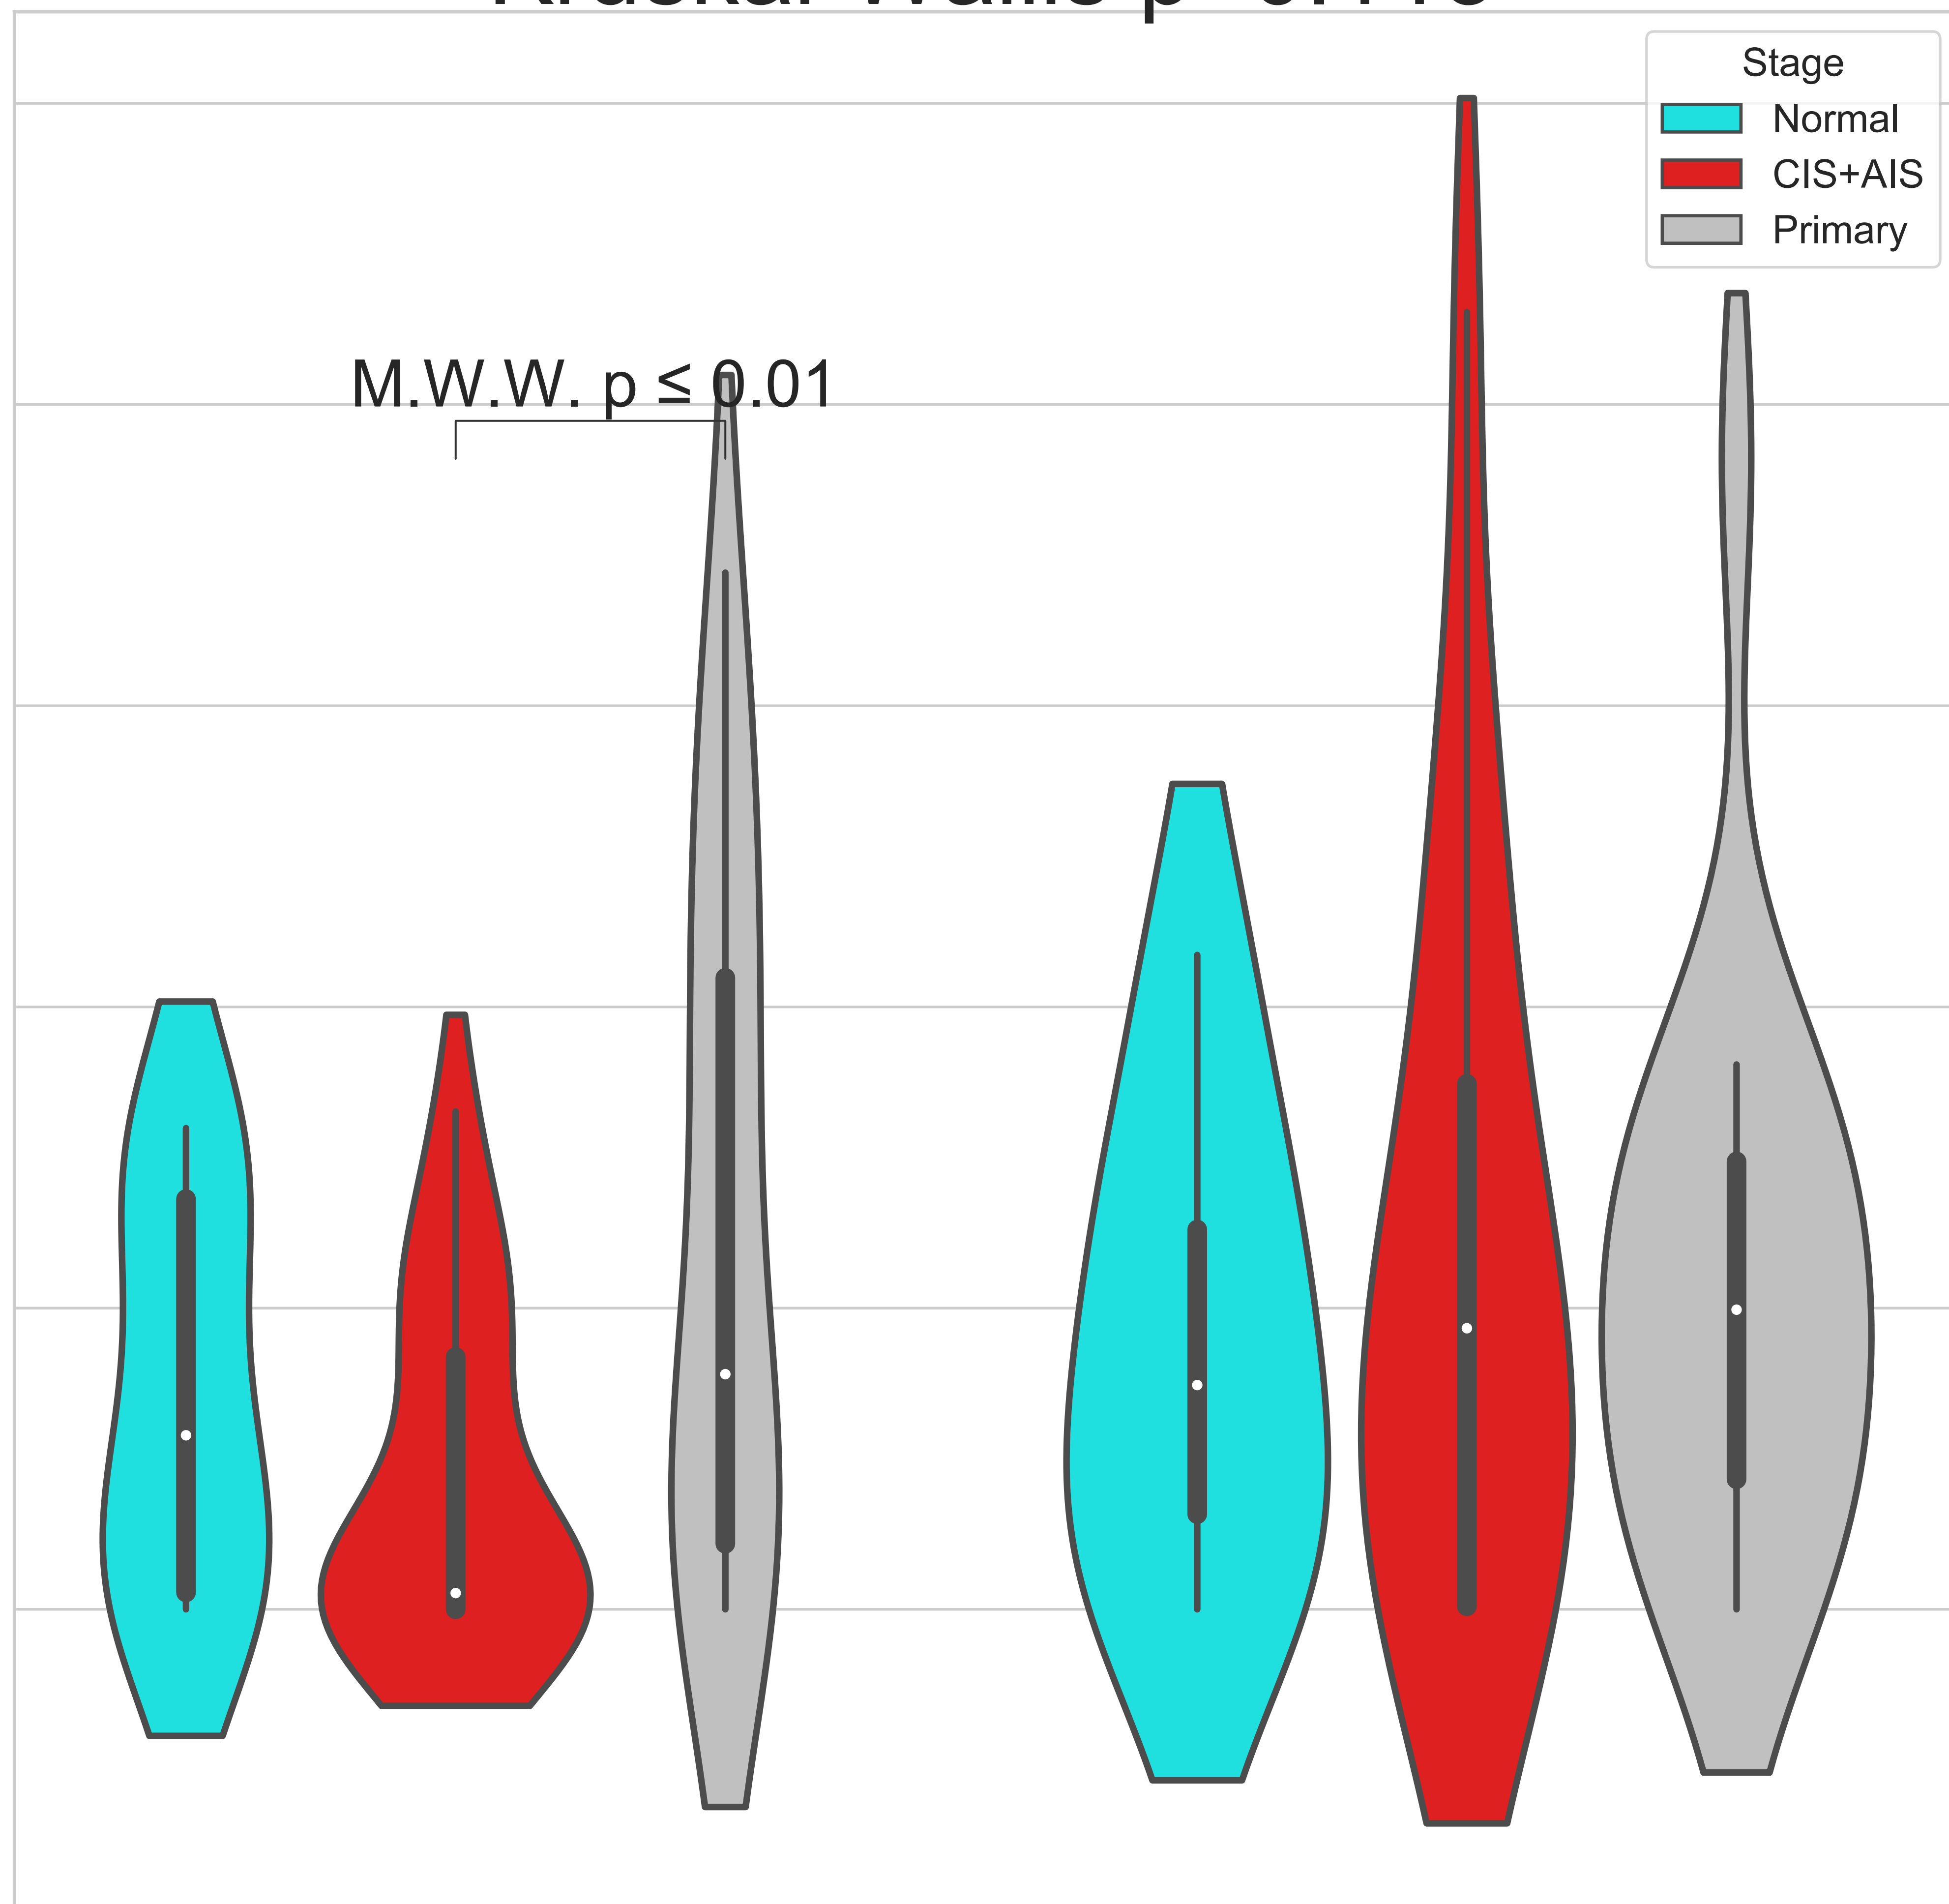 Stage
Normal
CIS+AIS
Primary
M.W.W. p ≤ 0.01